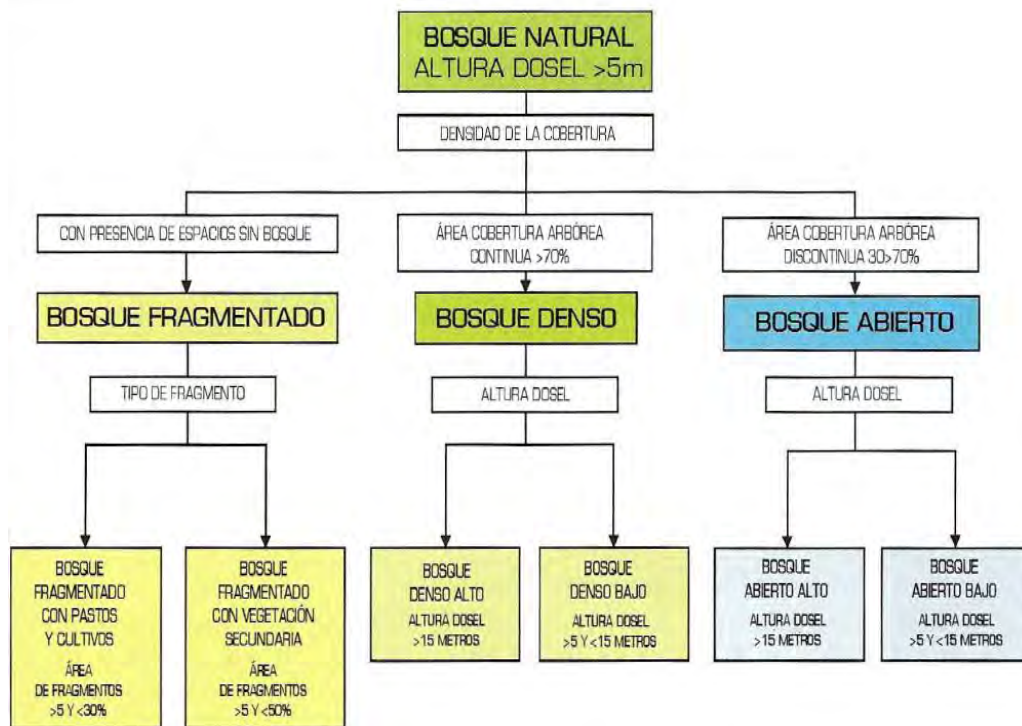 BOSQUE NATURAL
ALTURA DOSEL >5m
DENSIDAD DE LA COBERTURA
CON PRESENCIA DE ESPACIOS SIN BOSQUE
ÁREA COBERTURA ARBÓREA
CONTINUA >70%
ÁREA COBERTURA ARBÓREA
DISCONTINUA 30>70%
BOSQUE FRAGMENTADO
BOSQUE DENSO
BOSQUE ABIERTO
TIPO DE FRAGMENTO
ALTURA DOSEL
ALTURA DOSEL
BOSQUE
FRAGMENTADO
CON PASTOS
Y CULTIVOS
ÁREA
DE FRAGMENTOS
>5 Y <30%
BOSQUE
FRAGMENTADO
CON VEGETACIÓN
SECUNDARIA
ÁREA
DE FRAGMENTOS
>5 Y <50%
BOSQUE
DENSO ALTO
ALTURA DOSEL
>15 METROS
BOSQUE
DENSO BAJO
ALTURA DOSEL
>5 Y <15 METROS
BOSQUE
ABIERTO ALTO
ALTURA DOSEL
>15 METROS
BOSQUE
ABIERTO BAJO
ALTURA DOSEL
>5 Y <15 METROS